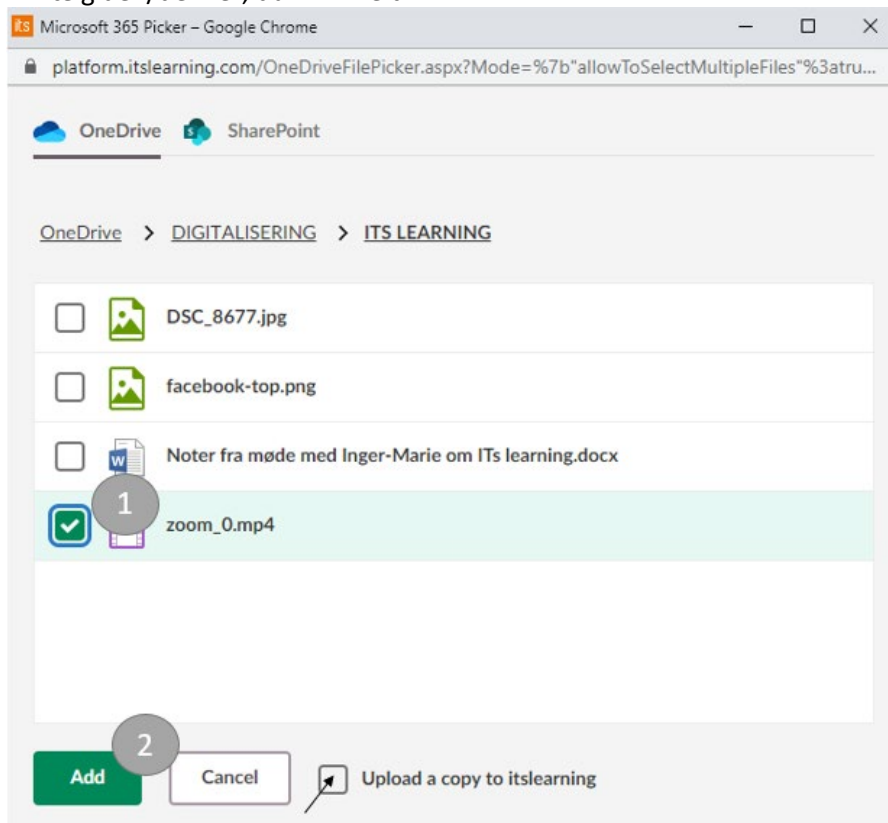 Microsoft 365 Picker – Google Chrome
platform.itslearning.com/OneDriveFilePicker.aspx?Mode=%7b"allowToSelectMultipleFiles"%3atru...
OneDrive SharePoint
OneDrive > DIGITALISERING > ITS LEARNING
DSC_8677.jpg
facebook-top.png
Noter fra møde med Inger-Marie om ITs learning.docx
1
zoom_0.mp4
2
Add Cancel Upload a copy to itslearning